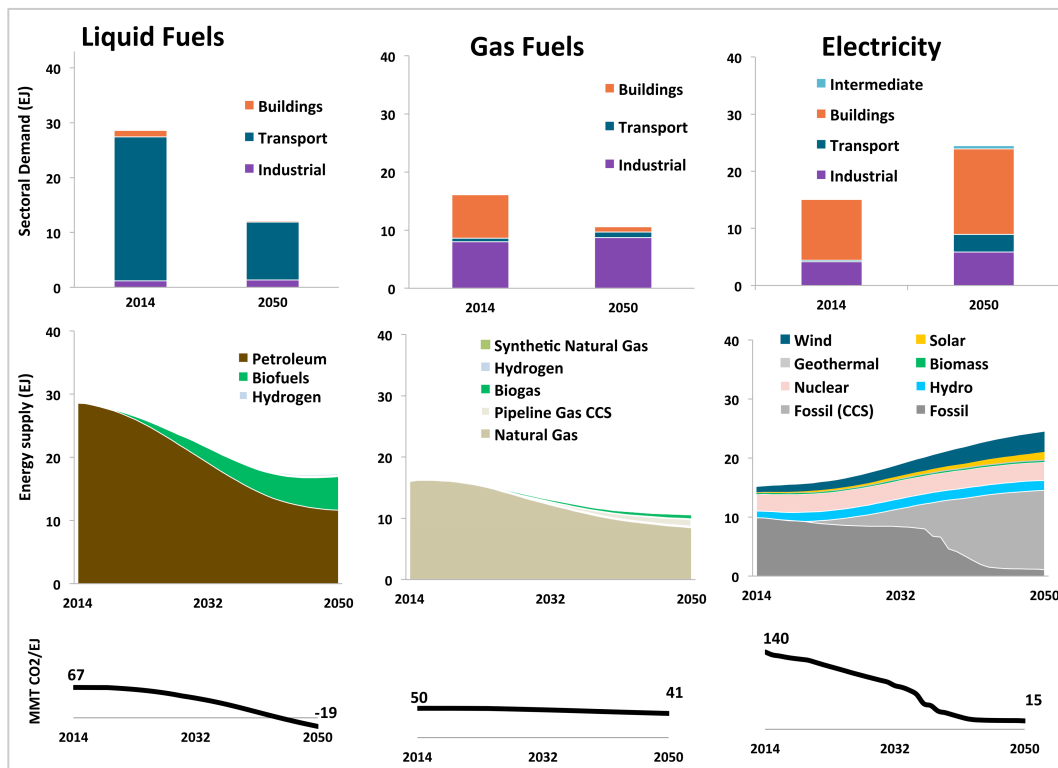 Liquid Fuels
Gas Fuels
Electricity
Sectoral Demand (EJ)
40
30
20
10
0
Buildings
Transport
Industrial
2014
2050
40
30
20
10
0
Buildings
Transport
Industrial
2014
2050
40
30
20
10
0
Intermediate
Buildings
Transport
Industrial
2014
2050
Energy supply (EJ)
40
30
20
10
0
Petroleum
Biofuels
Hydrogen
2014
2032
2050
40
30
20
10
0
Synthetic Natural Gas
Hydrogen
Biogas
Pipeline Gas CCS
Natural Gas
2014
2032
2050
40
30
20
10
0
Wind
Solar
Geothermal
Biomass
Nuclear
Hydro
Fossil (CCS)
Fossil
2014
2032
2050
MMT CO2/EJ
67
-19
2014
2032
2050
50
41
2014
2032
2050
140
15
2014
2032
2050